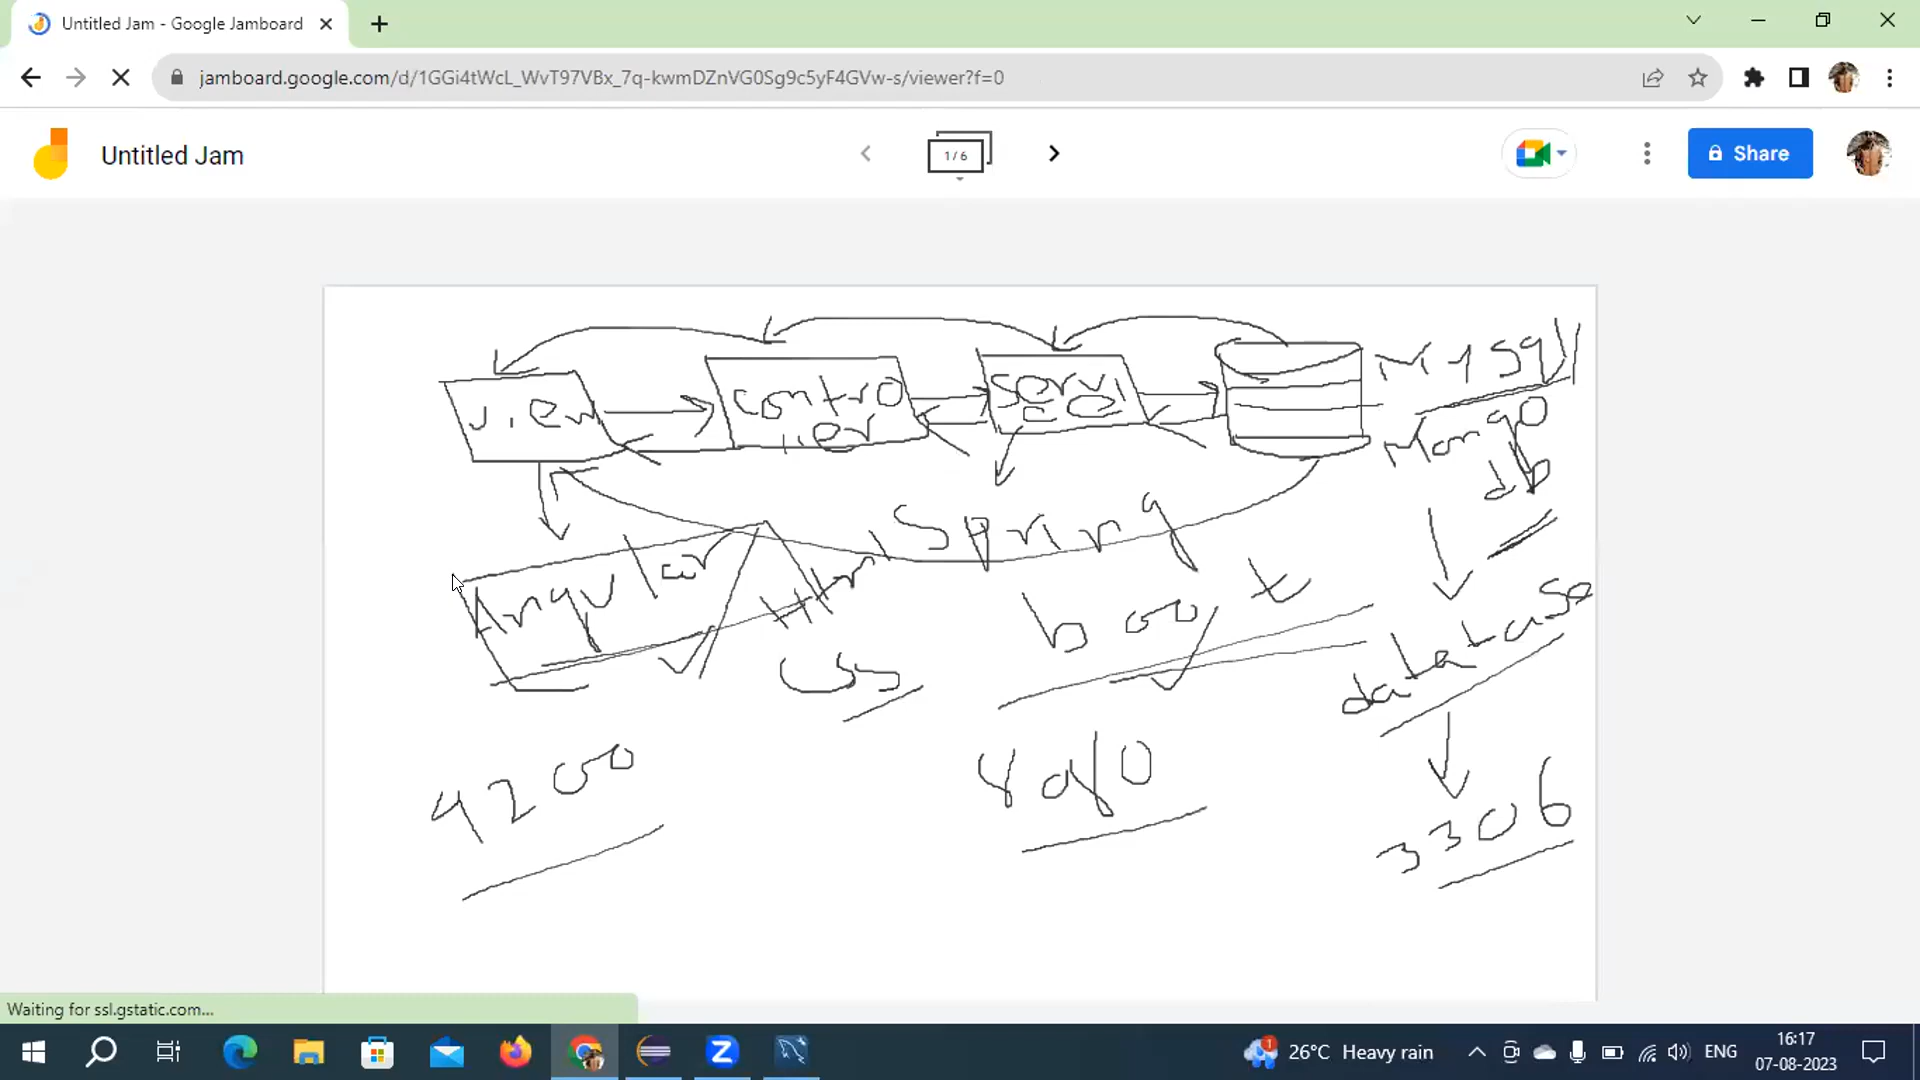 Untitled Jam - Google Jamboard
jamboard.google.com/d/1GGi4tWcL_WvT97VBx_7q-kwmDZnVG0Sg9c5yF4GVw-s/viewer?f=0
Untitled Jam
1 / 6
Share
view
contro
ller
servi
ce
Mysql
Mongo
db
Angular
Html
Css
Spring
boot
database
4200
8080
3306
Waiting for ssl.gstatic.com...
26°C Heavy rain
ENG
16:17
07-08-2023